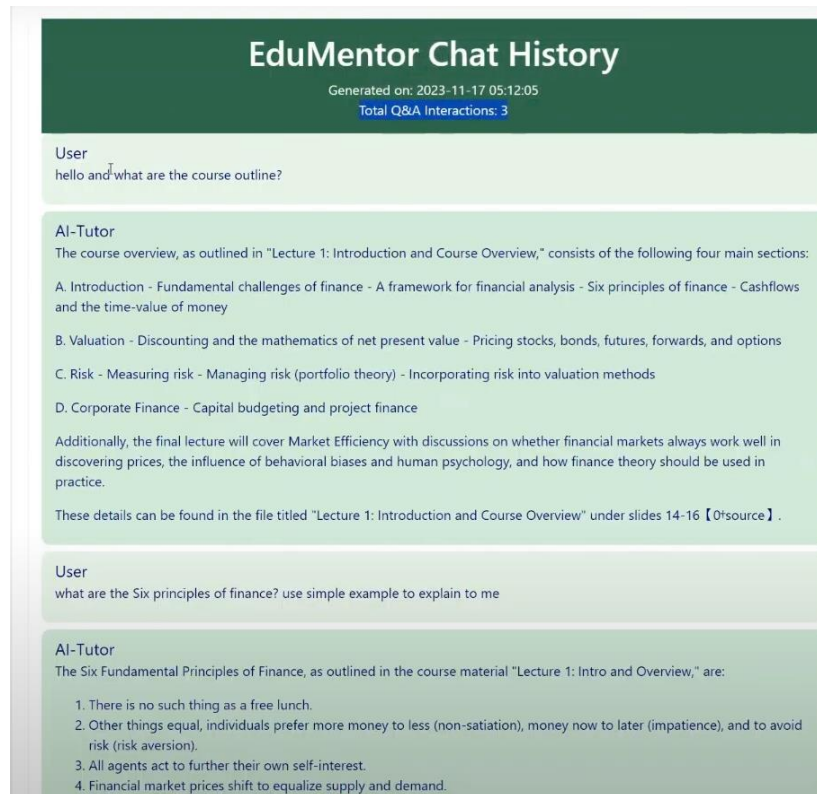 EduMentor Chat History
Generated on: 2023-11-17 05:12:05
Total Q&A Interactions: 3
User
hello and what are the course outline?
AI-Tutor
The course overview, as outlined in "Lecture 1: Introduction and Course Overview," consists of the following four main sections:
A. Introduction - Fundamental challenges of finance - A framework for financial analysis - Six principles of finance - Cashflows
and the time-value of money
B. Valuation - Discounting and the mathematics of net present value - Pricing stocks, bonds, futures, forwards, and options
C. Risk - Measuring risk - Managing risk (portfolio theory) - Incorporating risk into valuation methods
D. Corporate Finance - Capital budgeting and project finance
Additionally, the final lecture will cover Market Efficiency with discussions on whether financial markets always work well in
discovering prices, the influence of behavioral biases and human psychology, and how finance theory should be used in
practice.
These details can be found in the file titled "Lecture 1: Introduction and Course Overview" under slides 14-16【0†source】.
User
what are the Six principles of finance? use simple example to explain to me
AI-Tutor
The Six Fundamental Principles of Finance, as outlined in the course material "Lecture 1: Intro and Overview," are:
1. There is no such thing as a free lunch.
2. Other things equal, individuals prefer more money to less (non-satiation), money now to later (impatience), and to avoid
risk (risk aversion).
3. All agents act to further their own self-interest.
4. Financial market prices shift to equalize supply and demand.